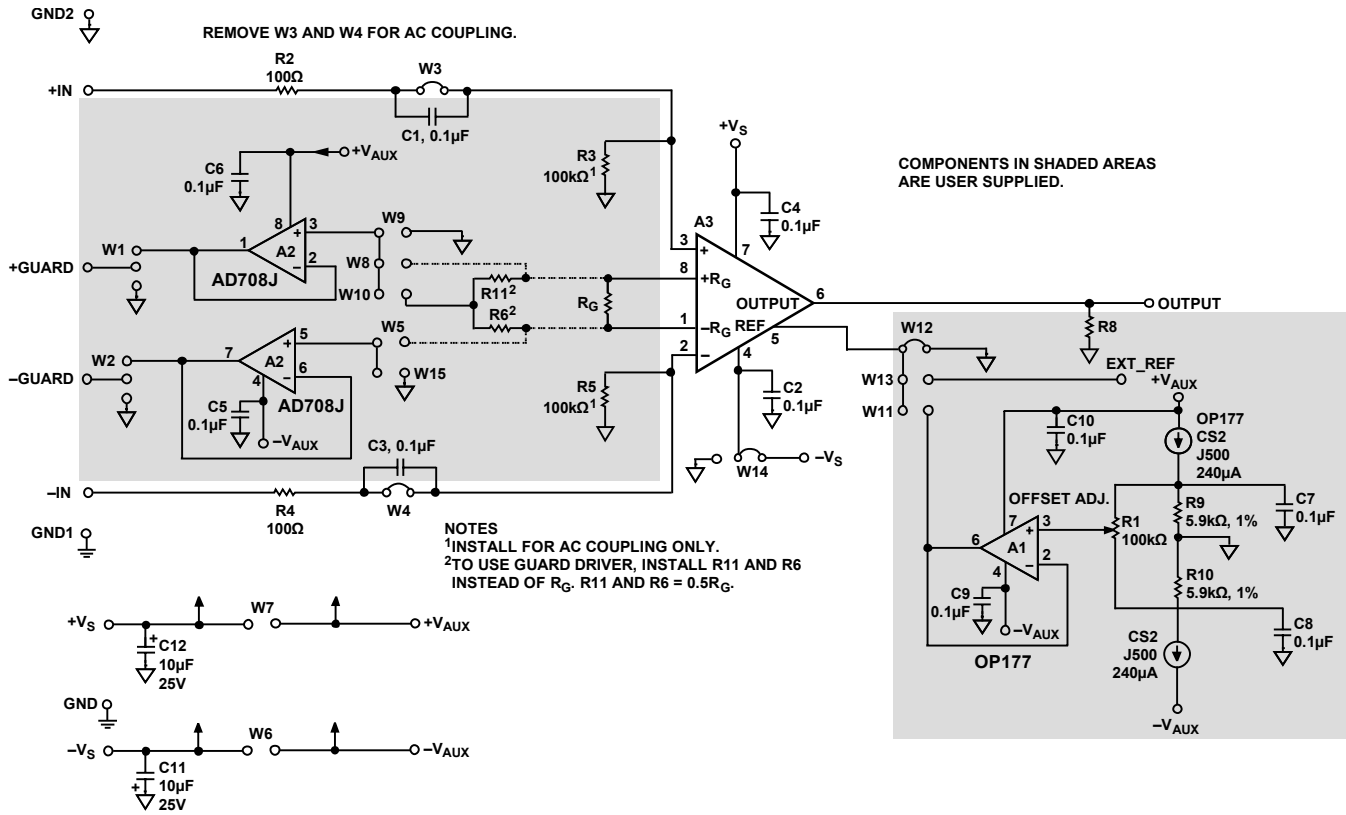 GND2
REMOVE W3 AND W4 FOR AC COUPLING.
+IN
R2
100Ω
W3
C1, 0.1µF
+VAUX
C6
0.1µF
R3
100kΩ1
+VS
C4
0.1µF
COMPONENTS IN SHADED AREAS
ARE USER SUPPLIED.
8
3
+
A2
1
2
−
AD708J
W1
+GUARD
W9
W8
W10
R11²
R6²
RG
A3
3
+
8
+RG
1
−RG
2
−
7
OUTPUT
6
REF
5
4
OUTPUT
R8
W12
W13
W11
EXT_REF
+VAUX
W5
W15
5
+
A2
7
6
−
4
AD708J
W2
−GUARD
C5
0.1µF
−VAUX
R5
100kΩ1
C2
0.1µF
W14
−VS
C3, 0.1µF
−IN
R4
100Ω
W4
GND1
C10
0.1µF
OP177
CS2
J500
240µA
OFFSET ADJ.
R1
100kΩ
R9
5.9kΩ, 1%
C7
0.1µF
7
3
+
6
A1
2
−
4
R10
5.9kΩ, 1%
C9
0.1µF
−VAUX
OP177
C8
0.1µF
CS2
J500
240µA
−VAUX
NOTES
1INSTALL FOR AC COUPLING ONLY.
2TO USE GUARD DRIVER, INSTALL R11 AND R6
INSTEAD OF RG. R11 AND R6 = 0.5RG.
+VS
W7
+VAUX
+
C12
10µF
25V
GND
−VS
W6
−VAUX
+
C11
10µF
25V